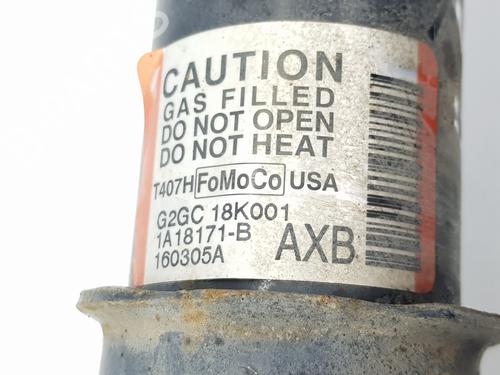 CAUTION
GAS FILLED
DO NOT OPEN
DO NOT HEAT
T407H FoMoCo USA
G2GC 18K001
1A18171-B
160305A
AXB